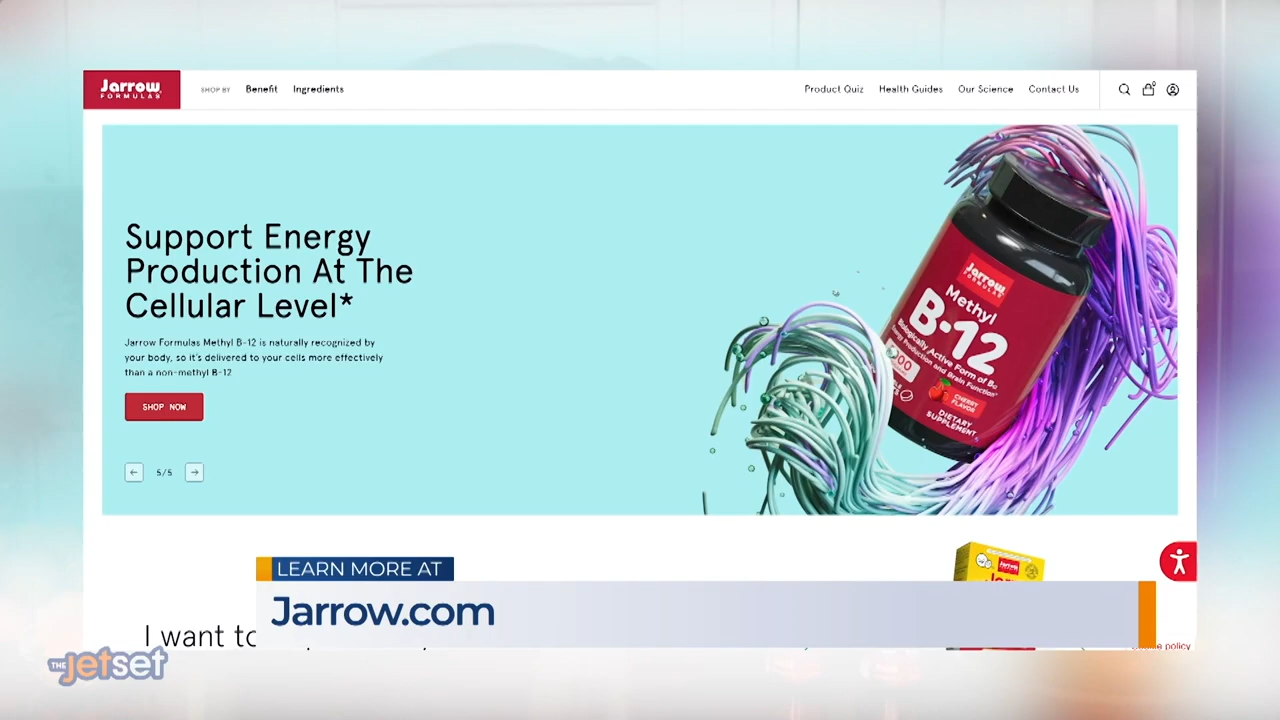 Jarrow
FORMULAS
SHOP BY
Benefit
Ingredients
Product Quiz
Health Guides
Our Science
Contact Us
0
Support Energy
Production At The
Cellular Level*
Jarrow Formulas Methyl B-12 is naturally recognized by
your body, so it's delivered to your cells more effectively
than a non-methyl B-12
SHOP NOW
← 5/5 →
Jarrow
FORMULAS
Methyl
B-12
Biologically Active Form of B12
Energy Production and Brain Function*
CHERRY
FLAVOR
DIETARY
SUPPLEMENT
LEARN MORE AT
Jarrow.com
I want to
Jarrow
policy
THE jetset